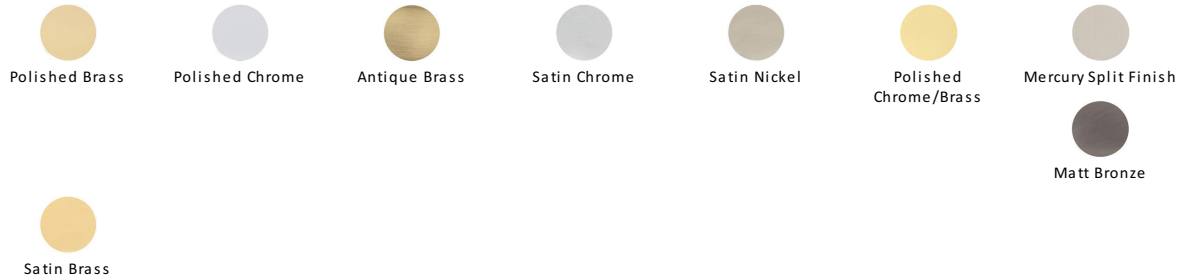 Polished Brass
Polished Chrome
Antique Brass
Satin Chrome
Satin Nickel
Polished
Chrome/Brass
Mercury Split Finish
Matt Bronze
Satin Brass